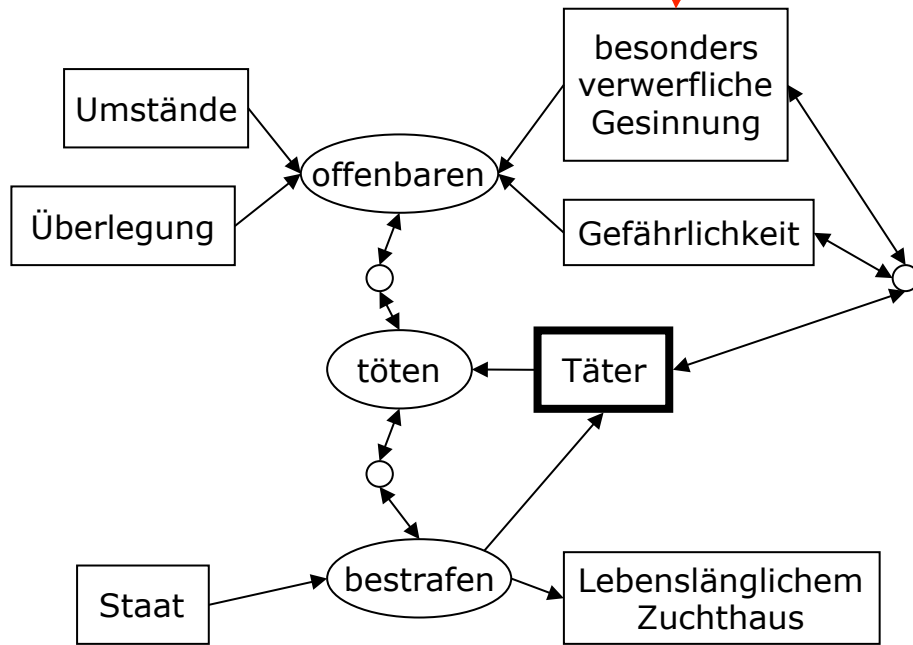 besonders
verwerfliche
Gesinnung
Umstände
offenbaren
Überlegung
Gefährlichkeit
töten
Täter
bestrafen
Lebenslänglichem
Zuchthaus
Staat